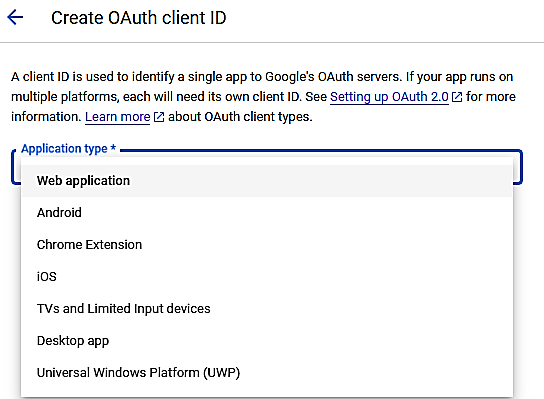 Create OAuth client ID
A client ID is used to identify a single app to Google's OAuth servers. If your app runs on
multiple platforms, each will need its own client ID. See Setting up OAuth 2.0 for more
information. Learn more about OAuth client types.
Application type *
Web application
Android
Chrome Extension
iOS
TVs and Limited Input devices
Desktop app
Universal Windows Platform (UWP)